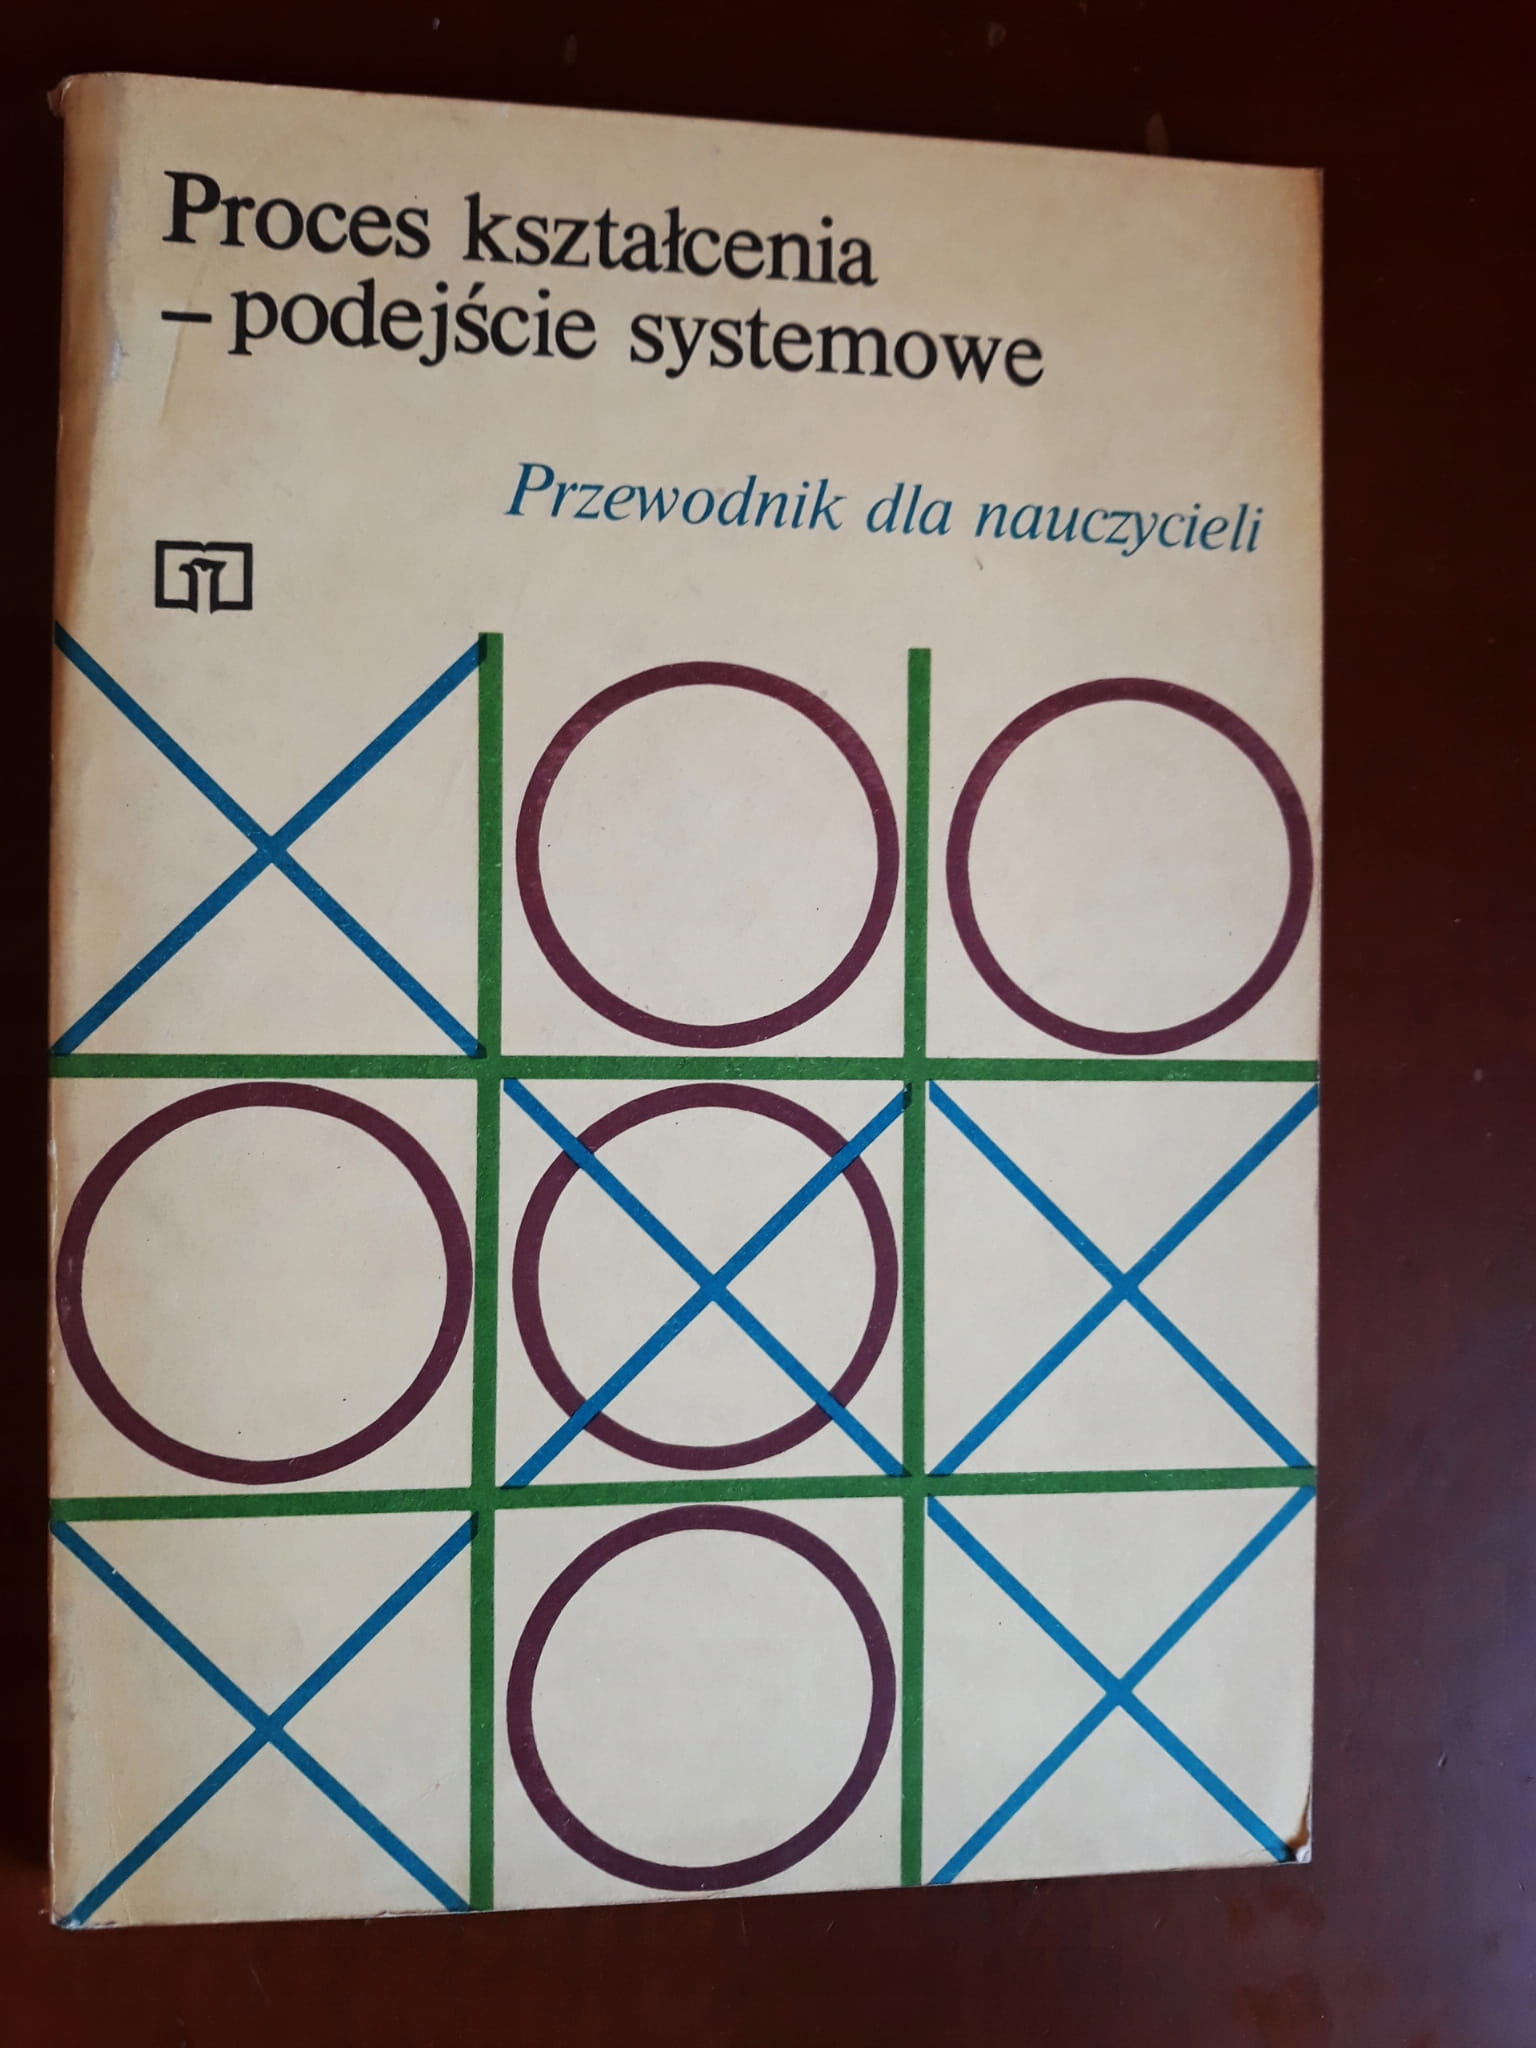 Proces kształcenia
– podejście systemowe
Przewodnik dla nauczycieli